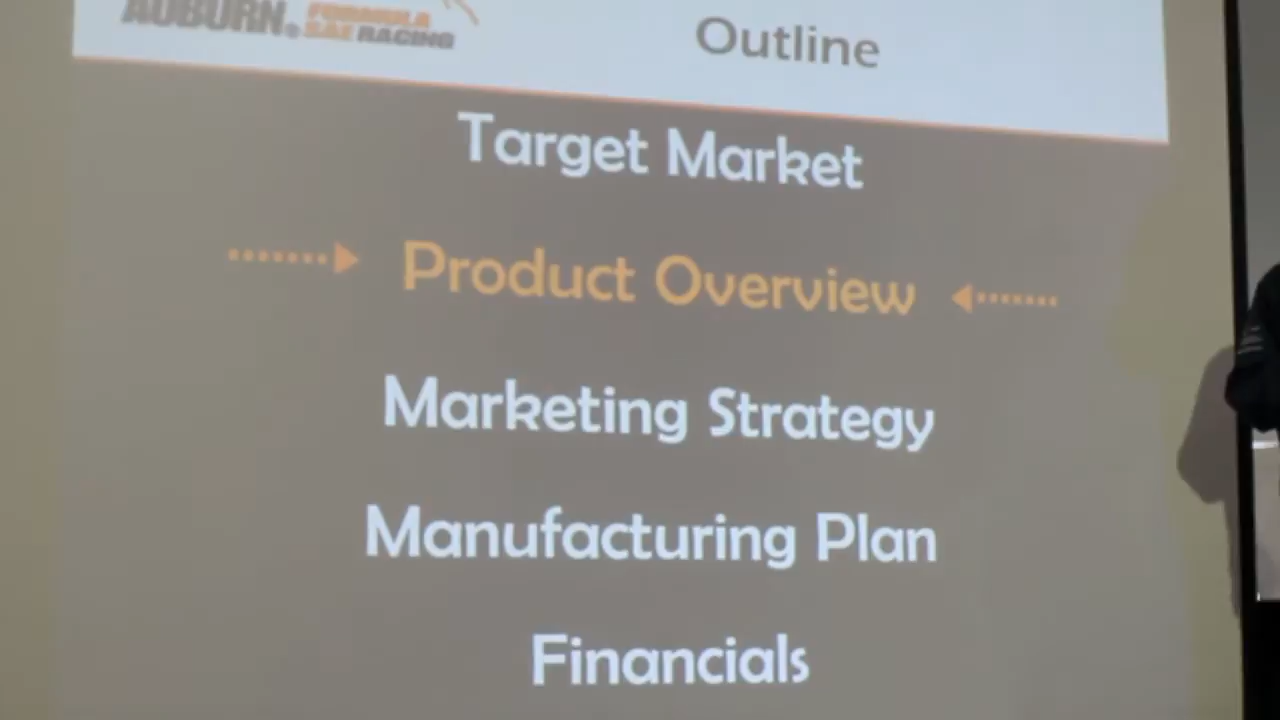 AUBURN® FORMULA
SAE RACING
Outline
Target Market
Product Overview
Marketing Strategy
Manufacturing Plan
Financials